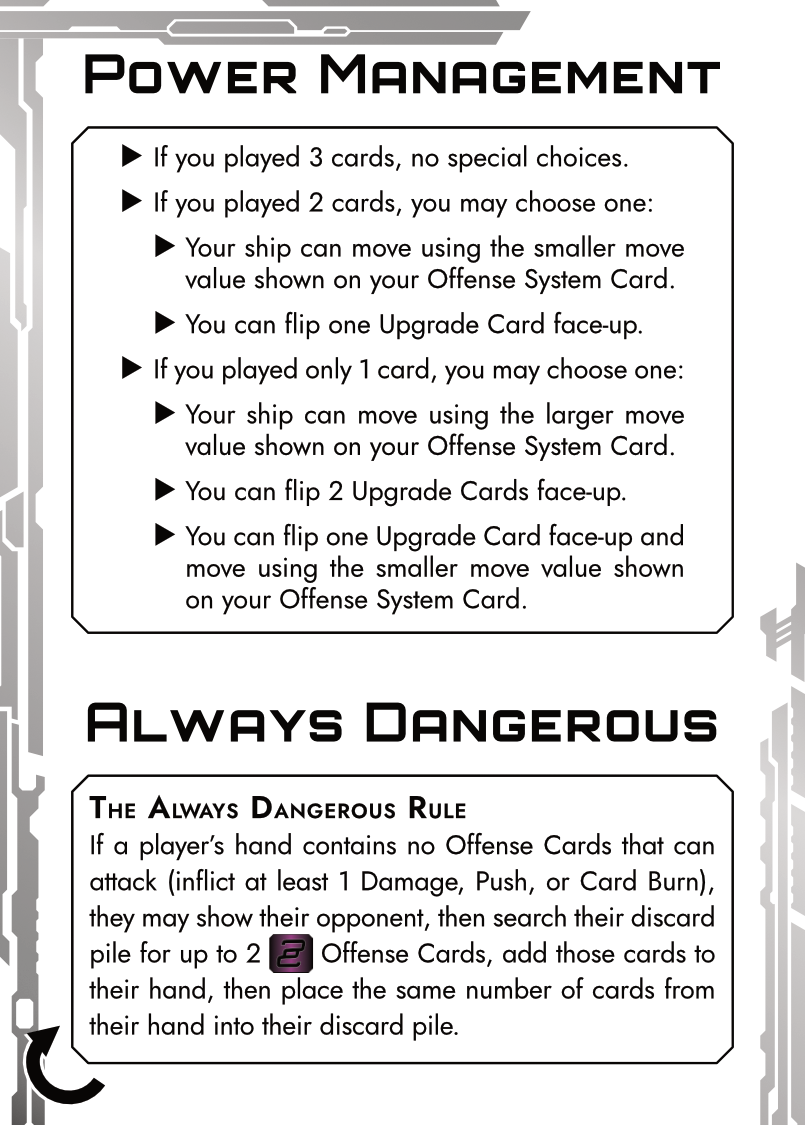 Power Management
▶ If you played 3 cards, no special choices.
▶ If you played 2 cards, you may choose one:
▶ Your ship can move using the smaller move
value shown on your Offense System Card.
▶ You can flip one Upgrade Card face-up.
▶ If you played only 1 card, you may choose one:
▶ Your ship can move using the larger move
value shown on your Offense System Card.
▶ You can flip 2 Upgrade Cards face-up.
▶ You can flip one Upgrade Card face-up and
move using the smaller move value shown
on your Offense System Card.
Always Dangerous
The Always Dangerous Rule
If a player’s hand contains no Offense Cards that can
attack (inflict at least 1 Damage, Push, or Card Burn),
they may show their opponent, then search their discard
pile for up to 2 2 Offense Cards, add those cards to
their hand, then place the same number of cards from
their hand into their discard pile.